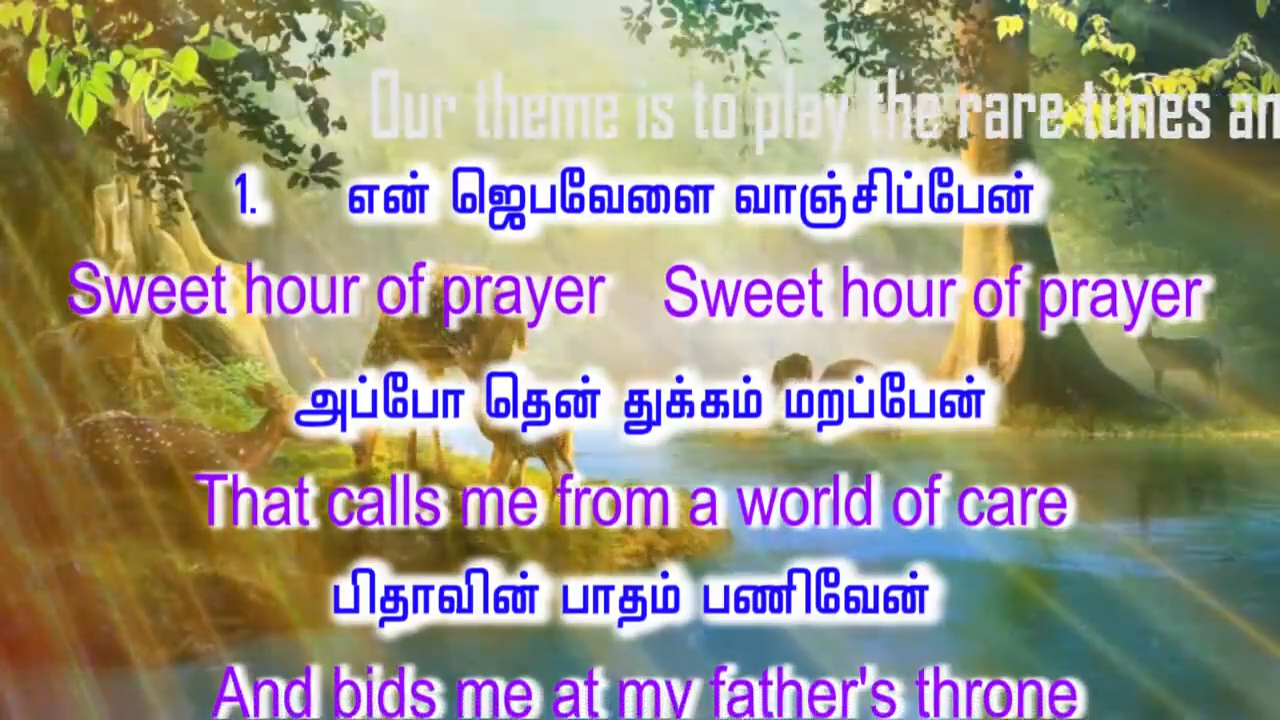 Our theme is to play the rare tunes an
1. என் ஜெபவேளை வாஞ்சிப்பேன்
Sweet hour of prayer Sweet hour of prayer
அப்போ தென் துக்கம் மறப்பேன்
That calls me from a world of care
பிதாவின் பாதம் பணிவேன்
And bids me at my father's throne